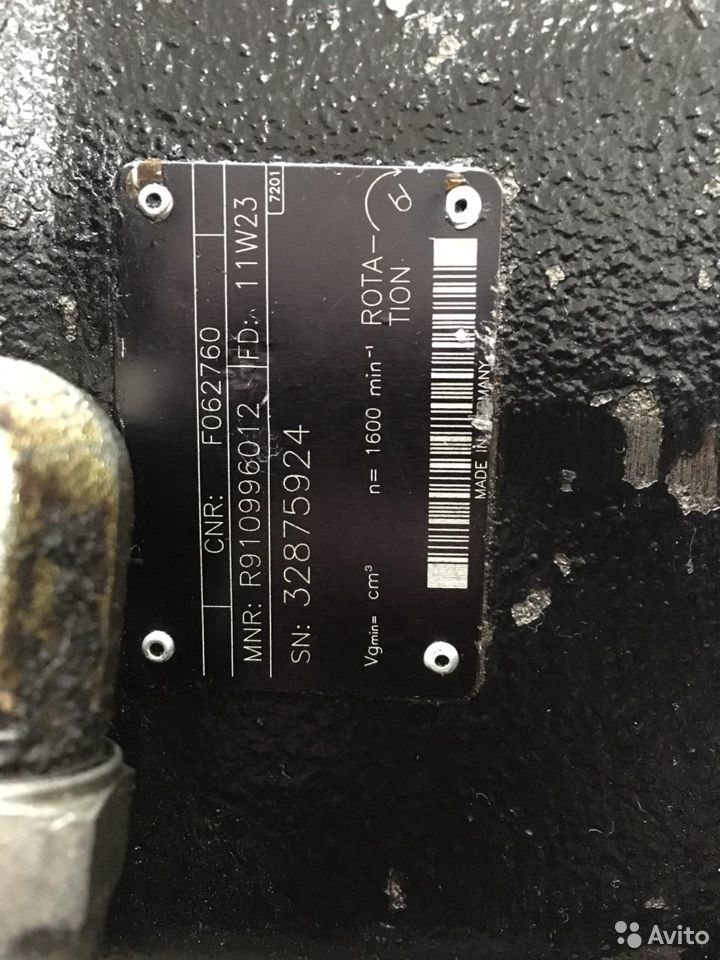 CNR: F062760
MNR: R910996012 FD: 11W23
7201
SN: 32875924
Vgmin= cm³ n= 1600 min⁻¹ ROTA-
TION
MADE IN GERMANY
Avito